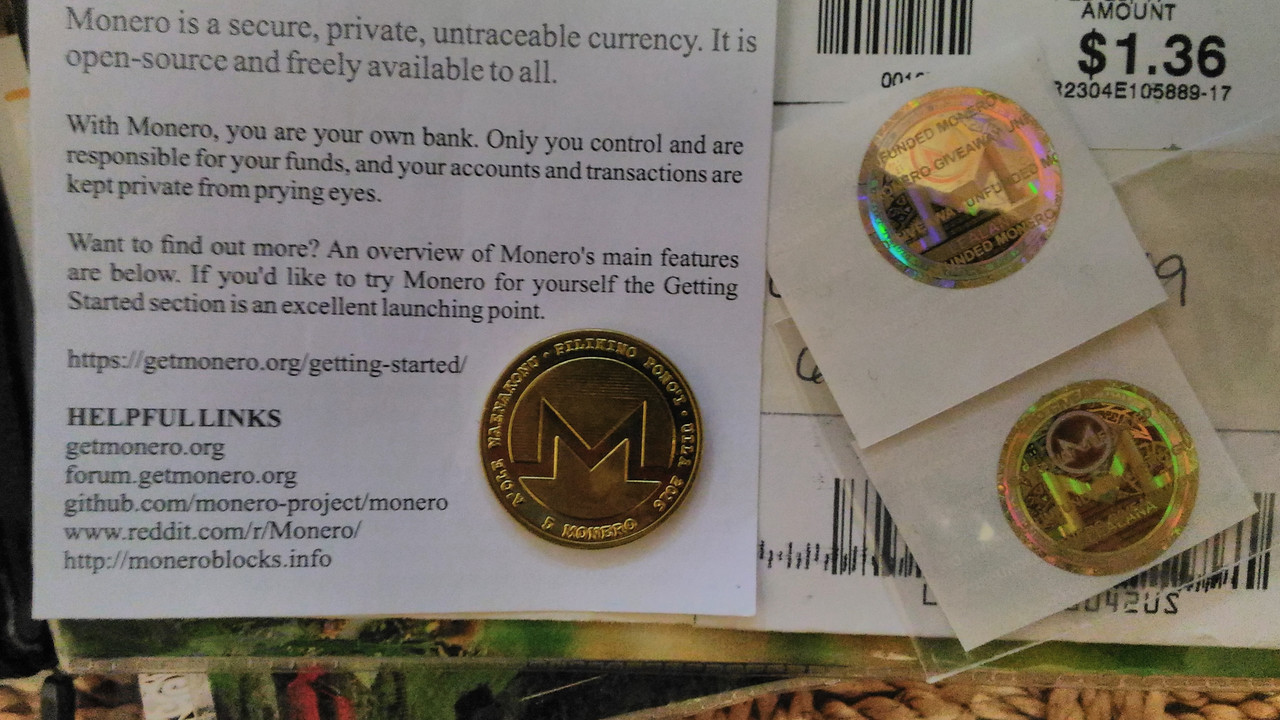 Monero is a secure, private, untraceable currency. It is
open-source and freely available to all.
With Monero, you are your own bank. Only you control and are
responsible for your funds, and your accounts and transactions are
kept private from prying eyes.
Want to find out more? An overview of Monero's main features
are below. If you'd like to try Monero for yourself the Getting
Started section is an excellent launching point.
https://getmonero.org/getting-started/
HELPFUL LINKS
getmonero.org
forum.getmonero.org
github.com/monero-project/monero
www.reddit.com/r/Monero/
http://moneroblocks.info
5 MONERO
AMOUNT
$1.36
R2304E105889-17
UNFUNDED MONERO
GIVEAWAY
UNFUNDED MO
UNDED MONERO